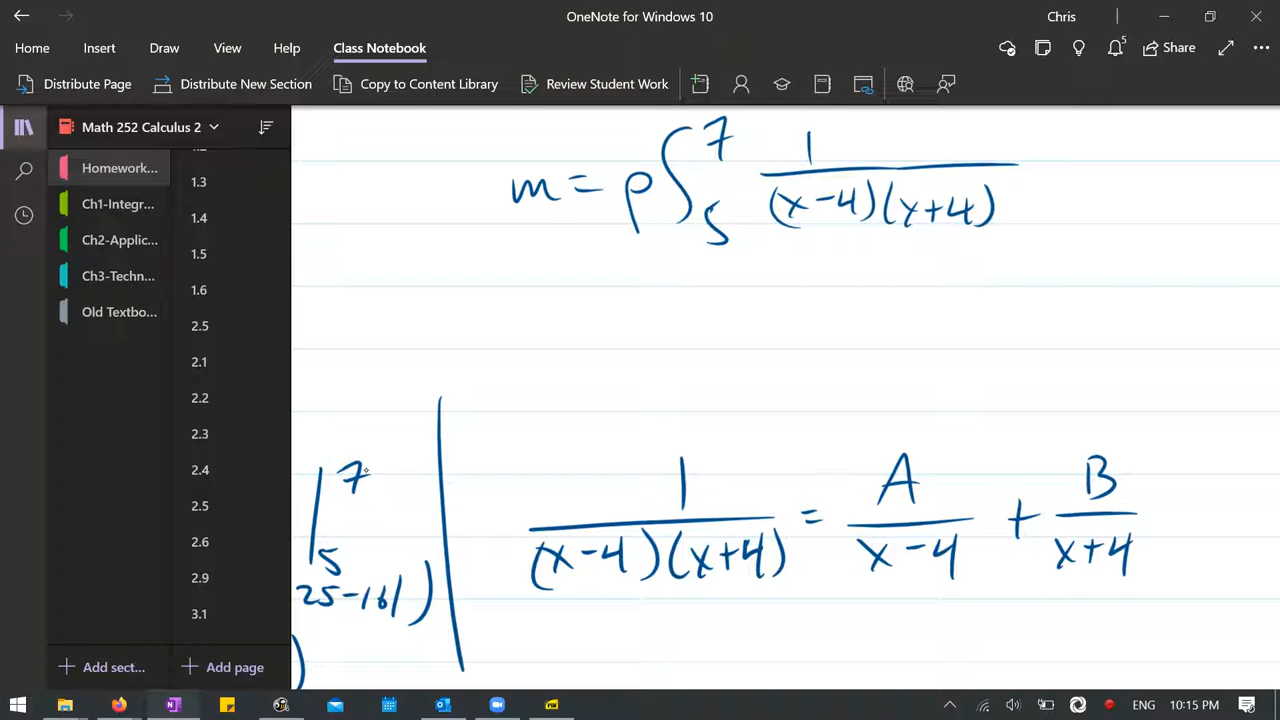 OneNote for Windows 10
Chris
Home Insert Draw View Help Class Notebook
5
Share
Distribute Page Distribute New Section Copy to Content Library Review Student Work
Math 252 Calculus 2
Homework...
Ch1-Integr...
Ch2-Applic...
Ch3-Techn...
Old Textbo...
1.3
1.4
1.5
1.6
2.5
2.1
2.2
2.3
2.4
2.5
2.6
2.9
3.1
Add sect...
Add page
m = ρ ∫₅⁷ 1/((x-4)(x+4))
|₅⁷
25-16|)
)
1/((x-4)(x+4)) = A/(x-4) + B/(x+4)
ENG 10:15 PM